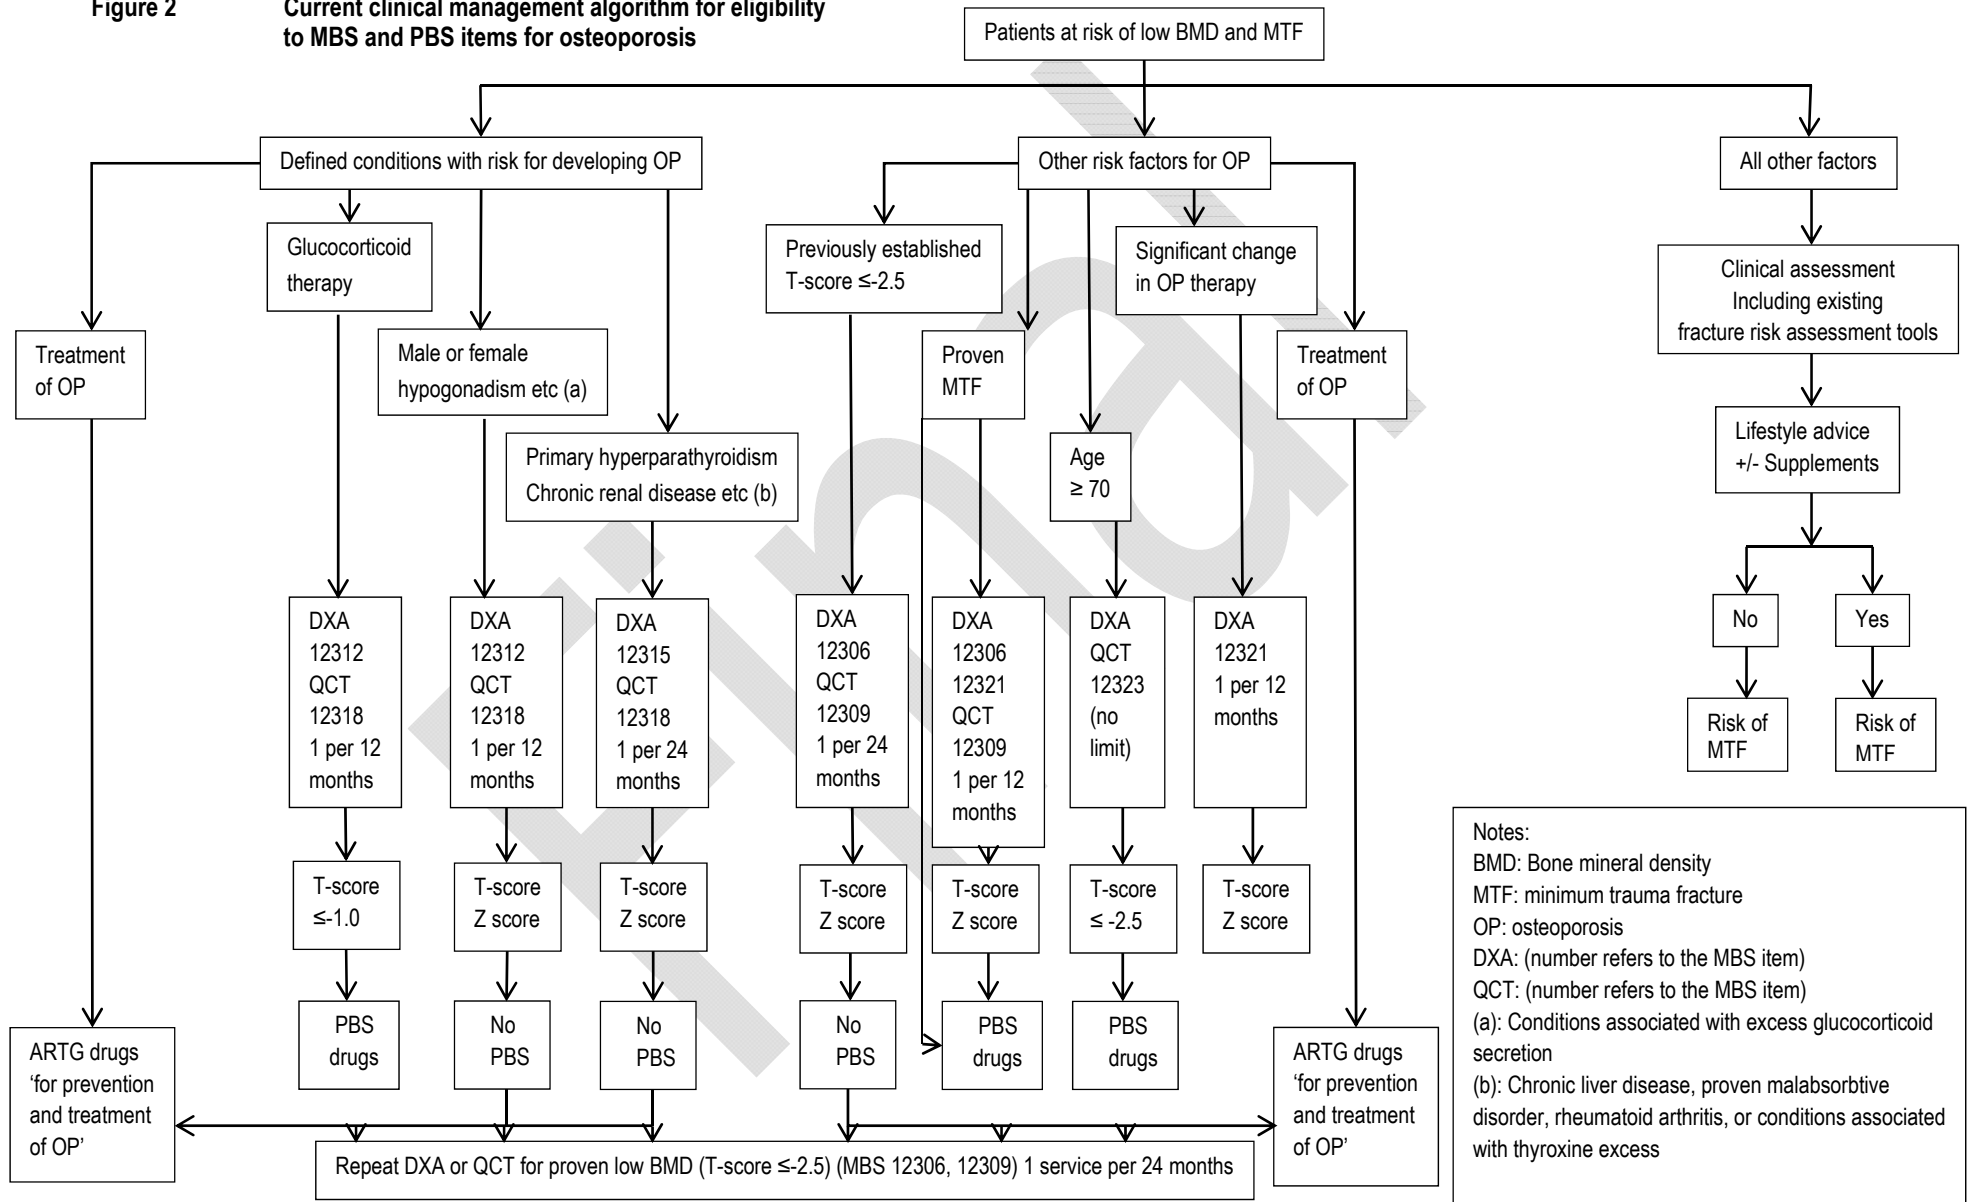 Figure 2 Current clinical management algorithm for eligibility
to MBS and PBS items for osteoporosis
Patients at risk of low BMD and MTF
Defined conditions with risk for developing OP
Other risk factors for OP
All other factors
Treatment
of OP
Glucocorticoid
therapy
Male or female
hypogonadism etc (a)
Primary hyperparathyroidism
Chronic renal disease etc (b)
Previously established
T-score ≤-2.5
Proven
MTF
Age
≥ 70
Significant change
in OP therapy
Treatment
of OP
Clinical assessment
Including existing
fracture risk assessment tools
Lifestyle advice
+/- Supplements
No
Yes
Risk of
MTF
Risk of
MTF
DXA
12312
QCT
12318
1 per 12
months
DXA
12312
QCT
12318
1 per 12
months
DXA
12315
QCT
12318
1 per 24
months
DXA
12306
QCT
12309
1 per 24
months
DXA
12306
12321
QCT
12309
1 per 12
months
DXA
QCT
12323
(no
limit)
DXA
12321
1 per 12
months
T-score
≤-1.0
T-score
Z score
T-score
Z score
T-score
Z score
T-score
Z score
T-score
≤ -2.5
T-score
Z score
PBS
drugs
No
PBS
No
PBS
No
PBS
PBS
drugs
PBS
drugs
ARTG drugs
‘for prevention
and treatment
of OP’
ARTG drugs
‘for prevention
and treatment
of OP’
Repeat DXA or QCT for proven low BMD (T-score ≤-2.5) (MBS 12306, 12309) 1 service per 24 months
Notes:
BMD: Bone mineral density
MTF: minimum trauma fracture
OP: osteoporosis
DXA: (number refers to the MBS item)
QCT: (number refers to the MBS item)
(a): Conditions associated with excess glucocorticoid
secretion
(b): Chronic liver disease, proven malabsorbtive
disorder, rheumatoid arthritis, or conditions associated
with thyroxine excess
Final